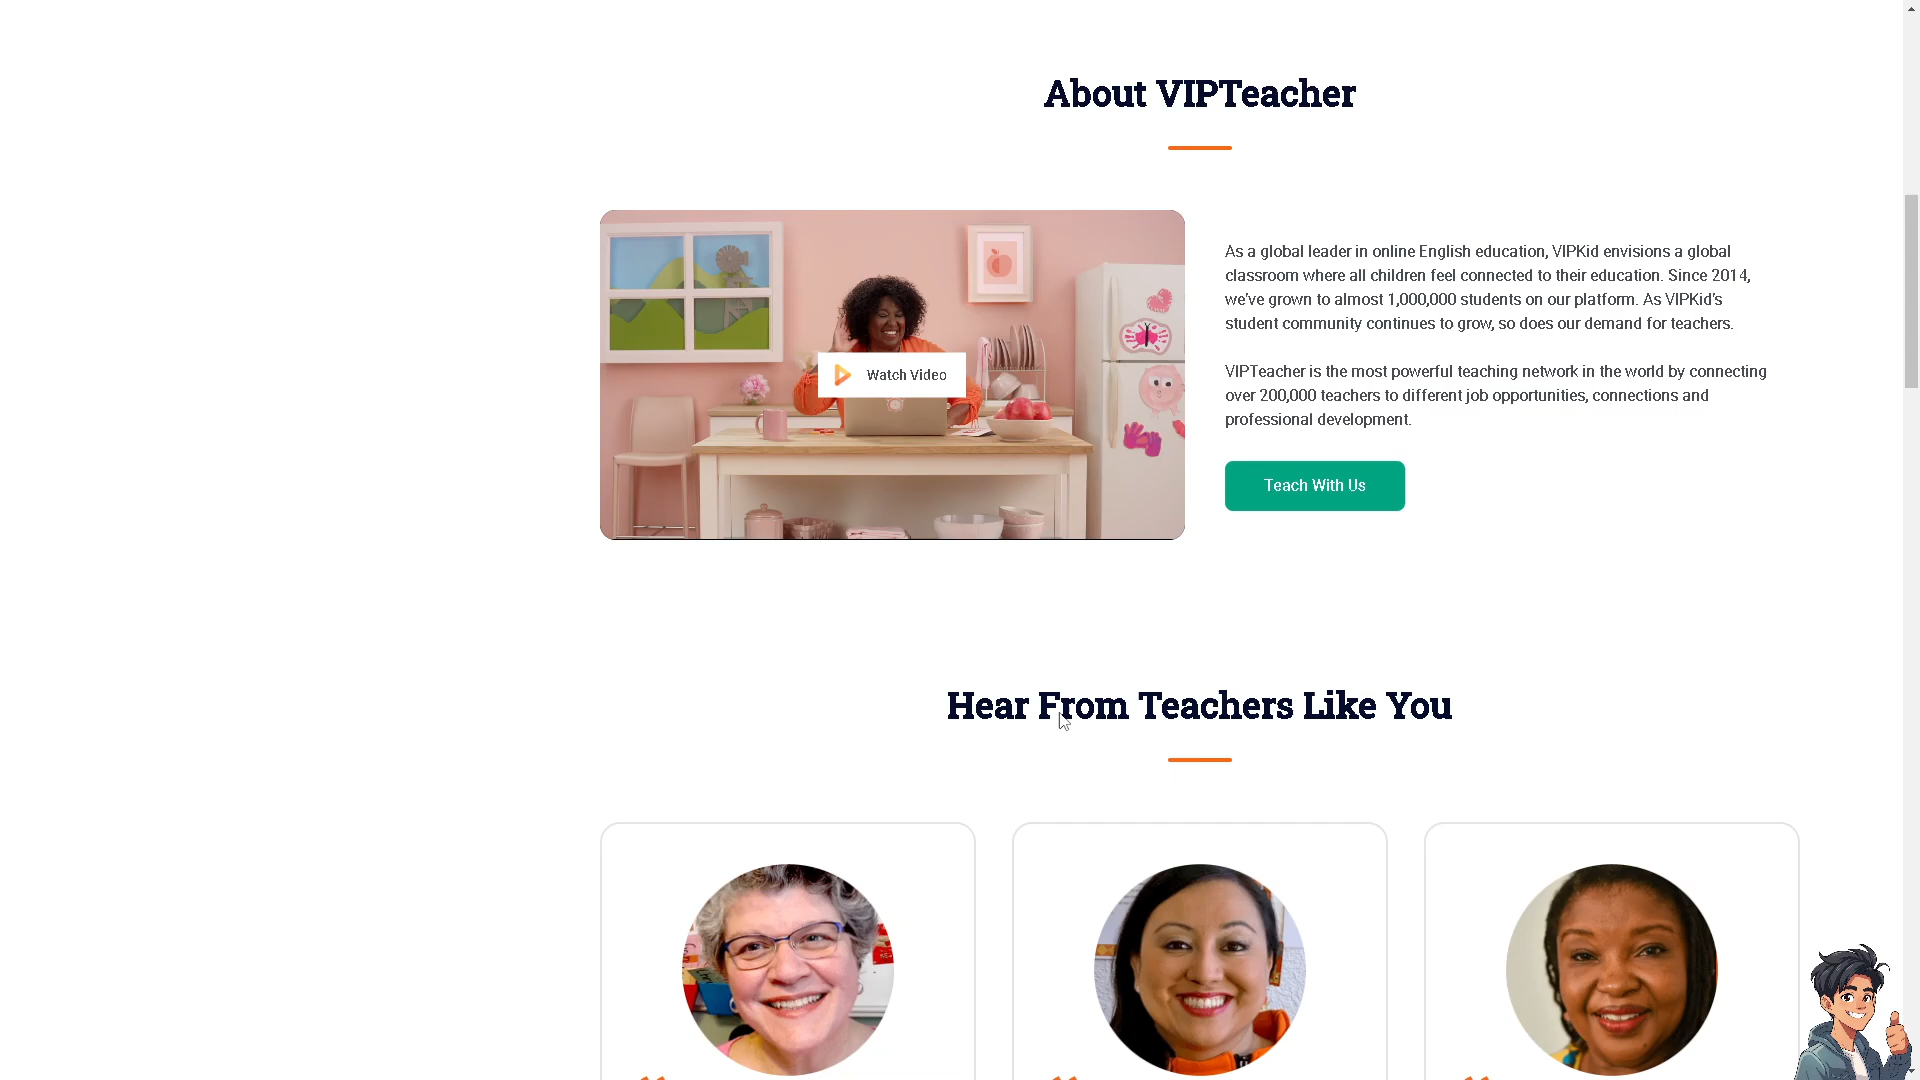 About VIPTeacher
As a global leader in online English education, VIPKid envisions a global
classroom where all children feel connected to their education. Since 2014,
we've grown to almost 1,000,000 students on our platform. As VIPKid's
student community continues to grow, so does our demand for teachers.
VIPTeacher is the most powerful teaching network in the world by connecting
over 200,000 teachers to different job opportunities, connections and
professional development.
Watch Video
Teach With Us
Hear From Teachers Like You